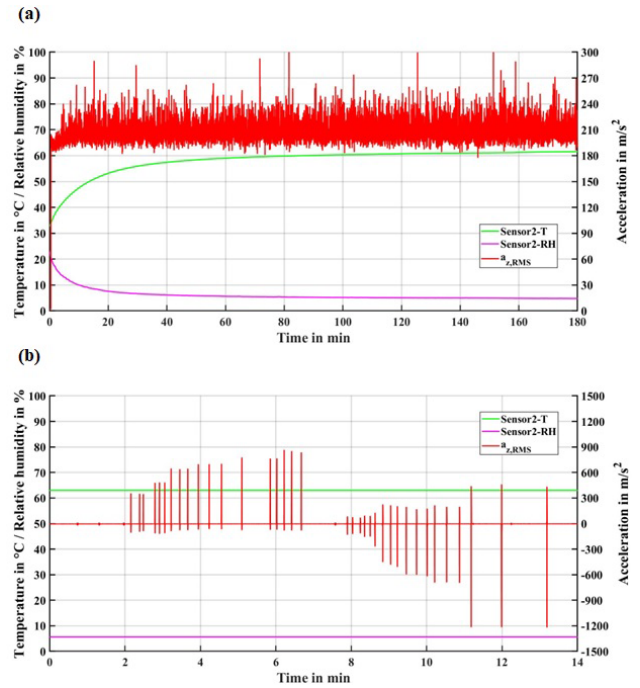 (a)
Temperature in °C / Relative humidity in %
100
90
80
70
60
50
40
30
20
10
0
300
270
240
210
180
150
120
90
60
30
0
Acceleration in m/s²
Sensor2-T
Sensor2-RH
a z,RMS
0 20 40 60 80 100 120 140 160 180
Time in min
(b)
Temperature in °C / Relative humidity in %
100
90
80
70
60
50
40
30
20
10
0
1500
1200
900
600
300
0
-300
-600
-900
-1200
-1500
Acceleration in m/s²
Sensor2-T
Sensor2-RH
a z,RMS
0 2 4 6 8 10 12 14
Time in min